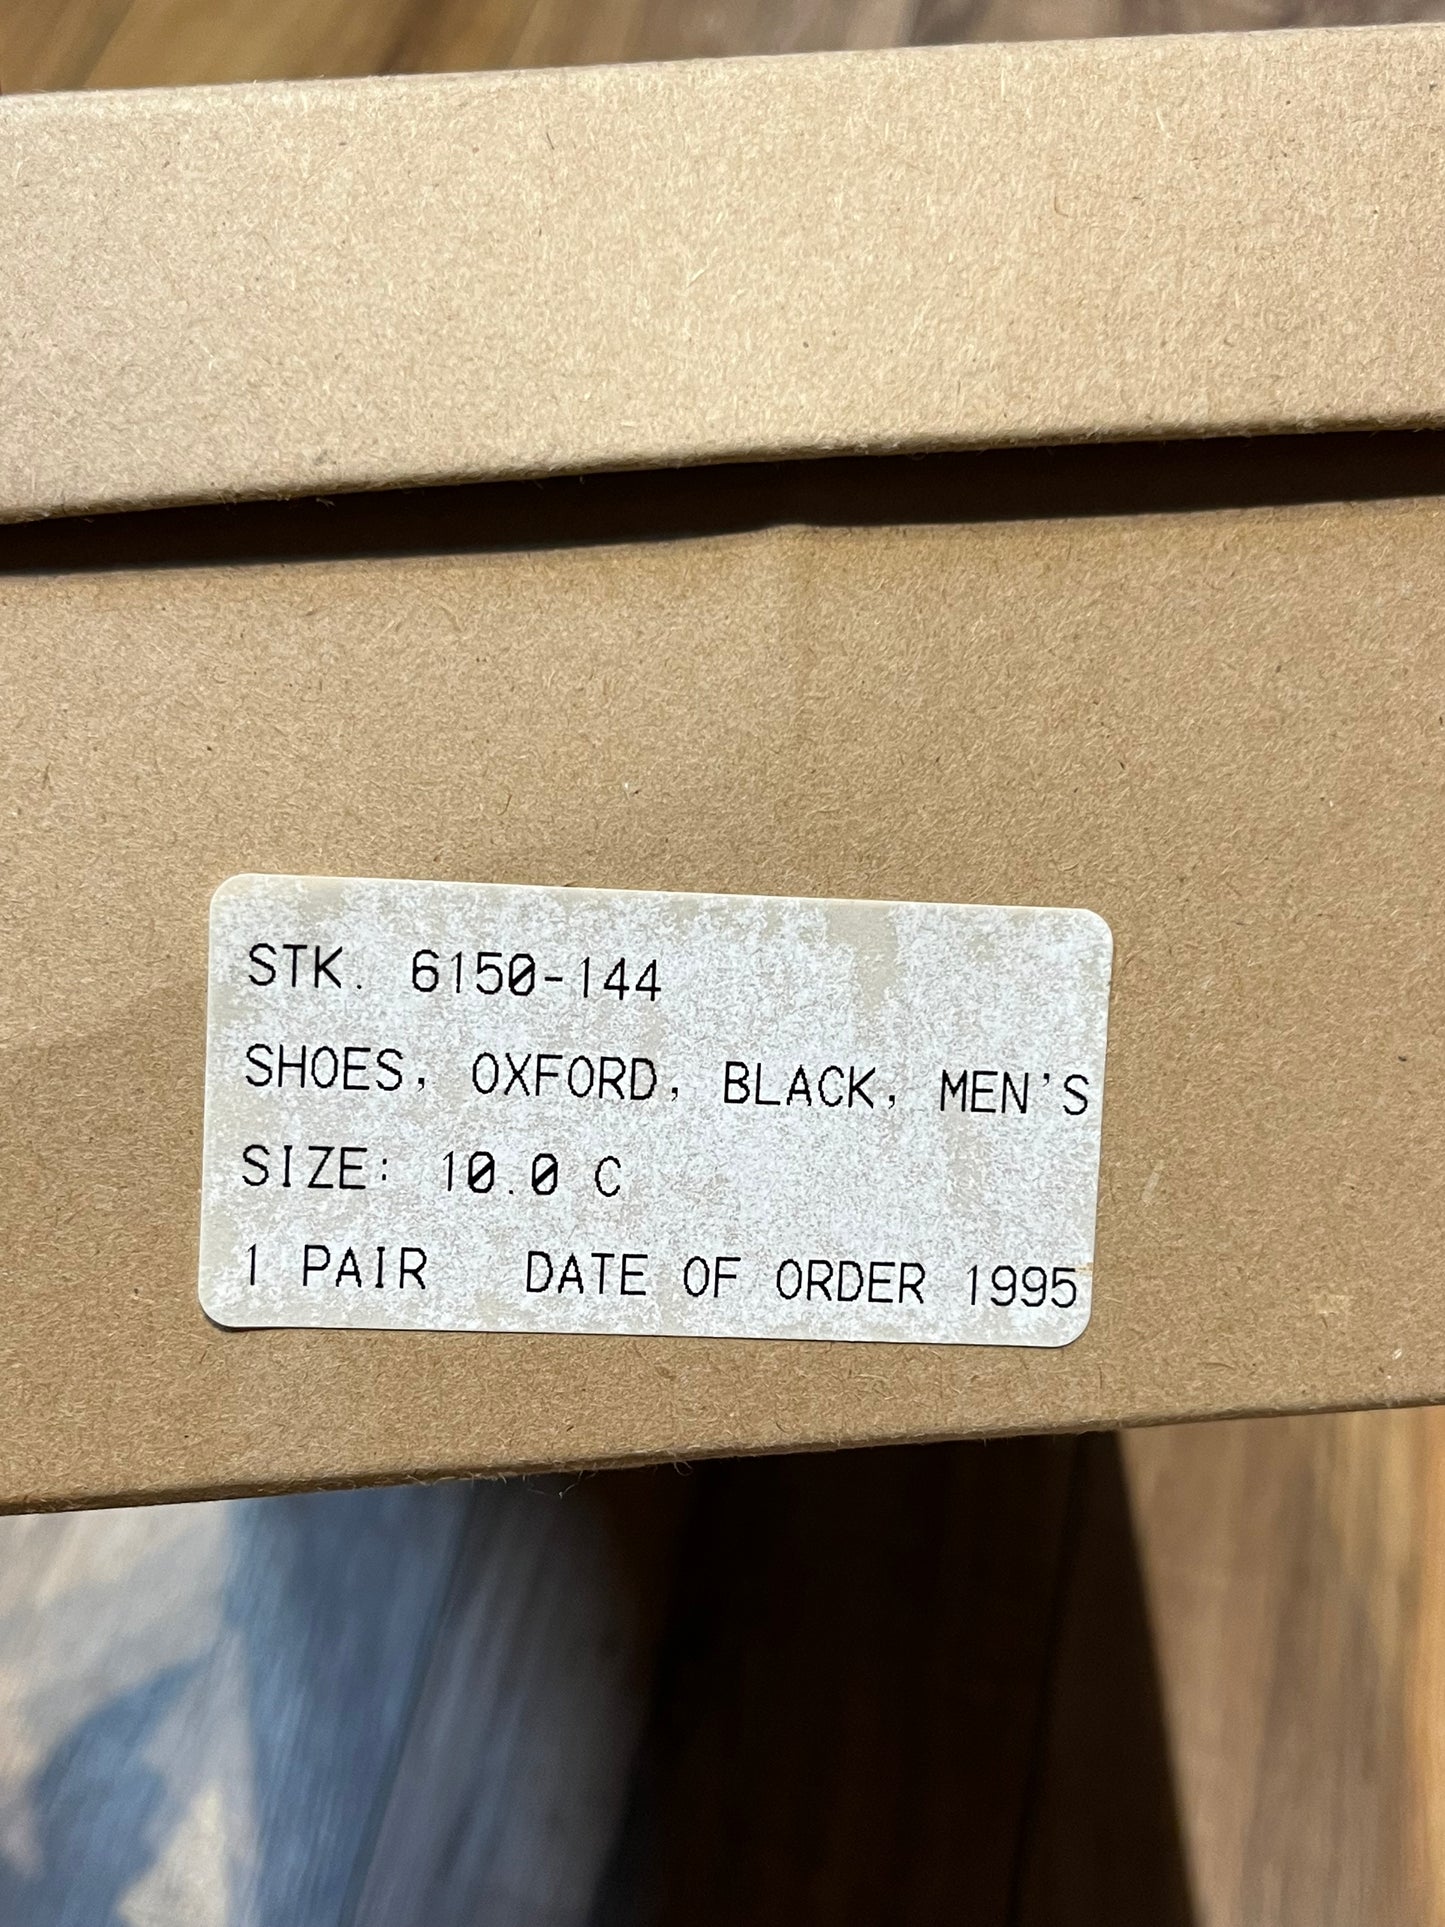 STK. 6150-144
SHOES, OXFORD, BLACK, MEN'S
SIZE: 10.0 C
1 PAIR DATE OF ORDER 1995